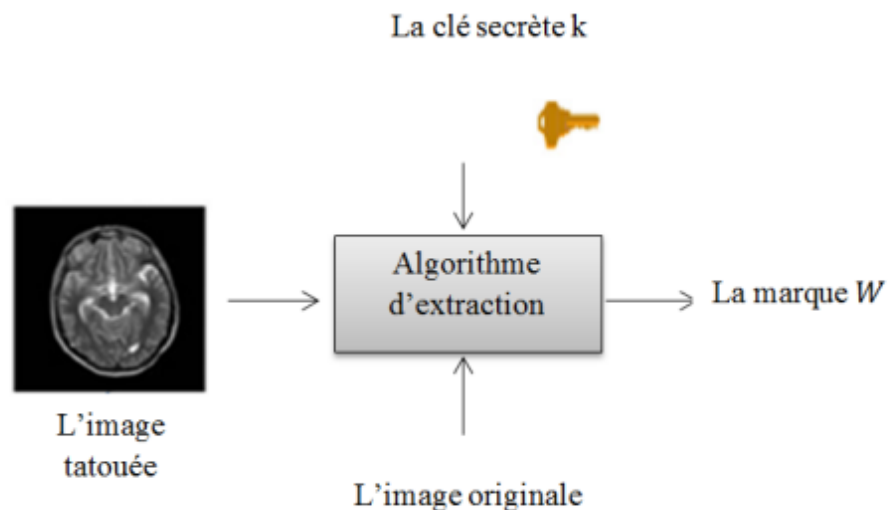 La clé secrète k
Algorithme
d’extraction
La marque W
L’image
tatouée
L’image originale